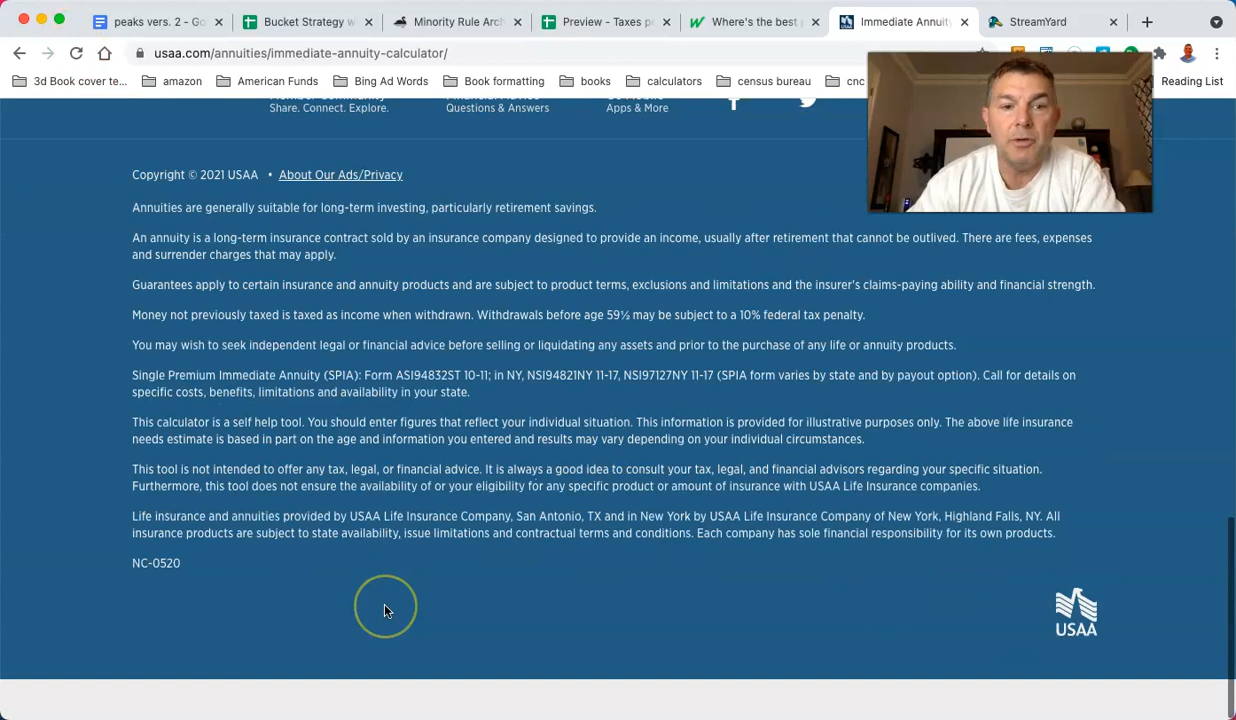 peaks vers. 2 - Go
Bucket Strategy w
Minority Rule Arch
Preview - Taxes p
Where's the best
Immediate Annuity
StreamYard
usaa.com/annuities/immediate-annuity-calculator/
3d Book cover te...
amazon
American Funds
Bing Ad Words
Book formatting
books
calculators
census bureau
cnc
Reading List
Share. Connect. Explore.
Questions & Answers
Apps & More
Copyright © 2021 USAA • About Our Ads/Privacy
Annuities are generally suitable for long-term investing, particularly retirement savings.
An annuity is a long-term insurance contract sold by an insurance company designed to provide an income, usually after retirement that cannot be outlived. There are fees, expenses
and surrender charges that may apply.
Guarantees apply to certain insurance and annuity products and are subject to product terms, exclusions and limitations and the insurer's claims-paying ability and financial strength.
Money not previously taxed is taxed as income when withdrawn. Withdrawals before age 59½ may be subject to a 10% federal tax penalty.
You may wish to seek independent legal or financial advice before selling or liquidating any assets and prior to the purchase of any life or annuity products.
Single Premium Immediate Annuity (SPIA): Form ASI94832ST 10-11; in NY, NSI94821NY 11-17, NSI97127NY 11-17 (SPIA form varies by state and by payout option). Call for details on
specific costs, benefits, limitations and availability in your state.
This calculator is a self help tool. You should enter figures that reflect your individual situation. This information is provided for illustrative purposes only. The above life insurance
needs estimate is based in part on the age and information you entered and results may vary depending on your individual circumstances.
This tool is not intended to offer any tax, legal, or financial advice. It is always a good idea to consult your tax, legal, and financial advisors regarding your specific situation.
Furthermore, this tool does not ensure the availability of or your eligibility for any specific product or amount of insurance with USAA Life Insurance companies.
Life insurance and annuities provided by USAA Life Insurance Company, San Antonio, TX and in New York by USAA Life Insurance Company of New York, Highland Falls, NY. All
insurance products are subject to state availability, issue limitations and contractual terms and conditions. Each company has sole financial responsibility for its own products.
NC-0520
USAA